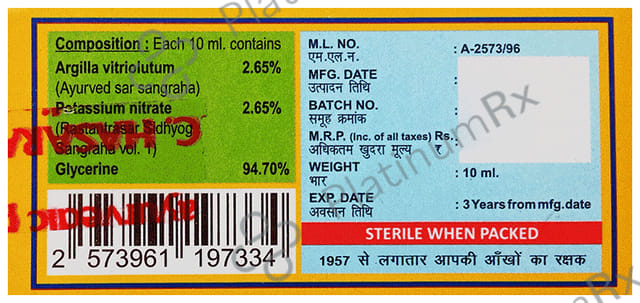 Composition : Each 10 ml. contains
Argilla vitriolutum 2.65%
(Ayurved sar sangraha)
Potassium nitrate 2.65%
(Rastantrasar Sidhyog
Sangraha vol. 1)
Glycerine 94.70%
2 573961 197334
M.L. NO. : A-2573/96
एम.एल.न.
MFG. DATE :
उत्पादन तिथि
BATCH NO. :
समूह क्रमांक
M.R.P. (Inc. of all taxes) Rs. :
अधिकतम खुदरा मूल्य ₹
WEIGHT : 10 ml.
भार
EXP. DATE : 3 Years from mfg.date
अवसान तिथि
STERILE WHEN PACKED
1957 से लगातार आपकी आँखों का रक्षक
PlatinumRx